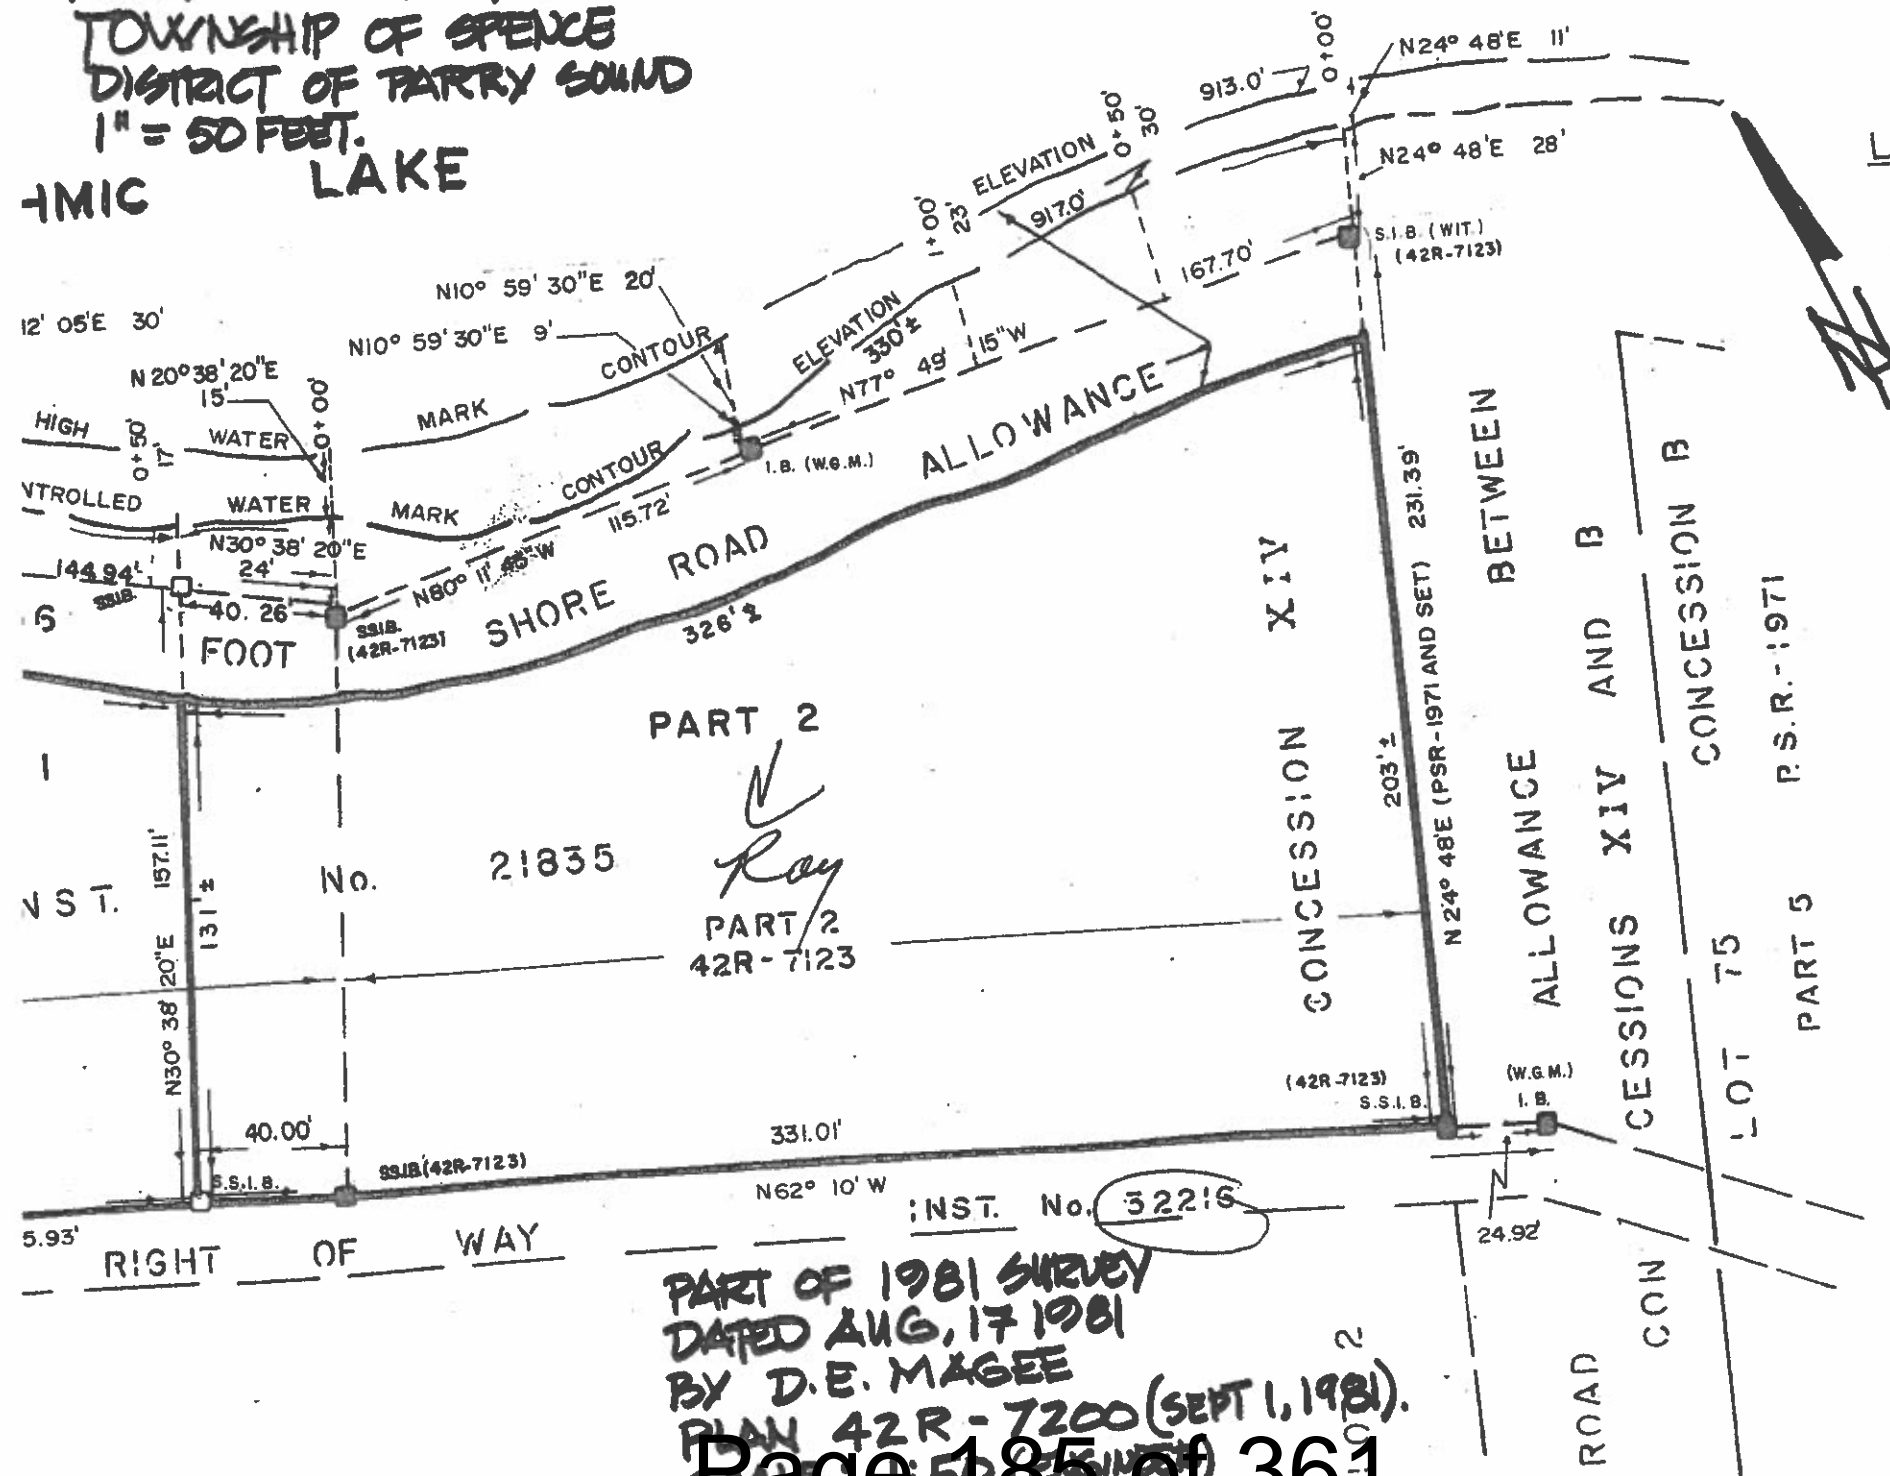 TOWNSHIP OF SPENCE
DISTRICT OF PARRY SOUND
1" = 50 FEET.
HMIC LAKE
N24° 48'E 11'
0+00'
913.0'
0+50'
30'
N24° 48'E 28'
ELEVATION
917.0'
1+00'
23'
S.I.B. (WIT.)
(42R-7123)
167.70'
N10° 59' 30"E 20'
12' 05'E 30'
N10° 59' 30"E 9'
CONTOUR
ELEVATION
330'±
N77° 49' 15"W
N 20° 38' 20"E
15'
0+00'
HIGH WATER MARK
0+50'
17'
CONTOUR
I.B. (W.G.M.)
NTROLLED WATER MARK
115.72'
N30° 38' 20"E
24'
N80° 11' 45"W
144.94'
SSIB.
40. 26'
SSIB.
(42R-7123)
6 FOOT SHORE ROAD ALLOWANCE
326'±
231.39'
203'±
N24° 48'E (PSR-1971 AND SET)
PART 2
1
Ray
157.11'
131'±
N30° 38' 20"E
NST. No. 21835
PART 2
42R-7123
CONCESSION XIV
ALLOWANCE BETWEEN
CESSIONS XIV AND B
CONCESSION B
LOT 75
PART 5 P.S.R.-1971
(42R-7123)
S.S.I.B.
(W.G.M.)
I. B.
40.00'
331.01'
S.S.I.B.
SSIB.(42R-7123)
N62° 10' W
INST. No. 32216
5.93'
RIGHT OF WAY
24.92'
PART OF 1981 SURVEY
DATED AUG, 17 1981
BY D.E. MAGEE
PLAN 42R-7200 (SEPT 1, 1981).
CON
ROAD
2
Page 185 of 361